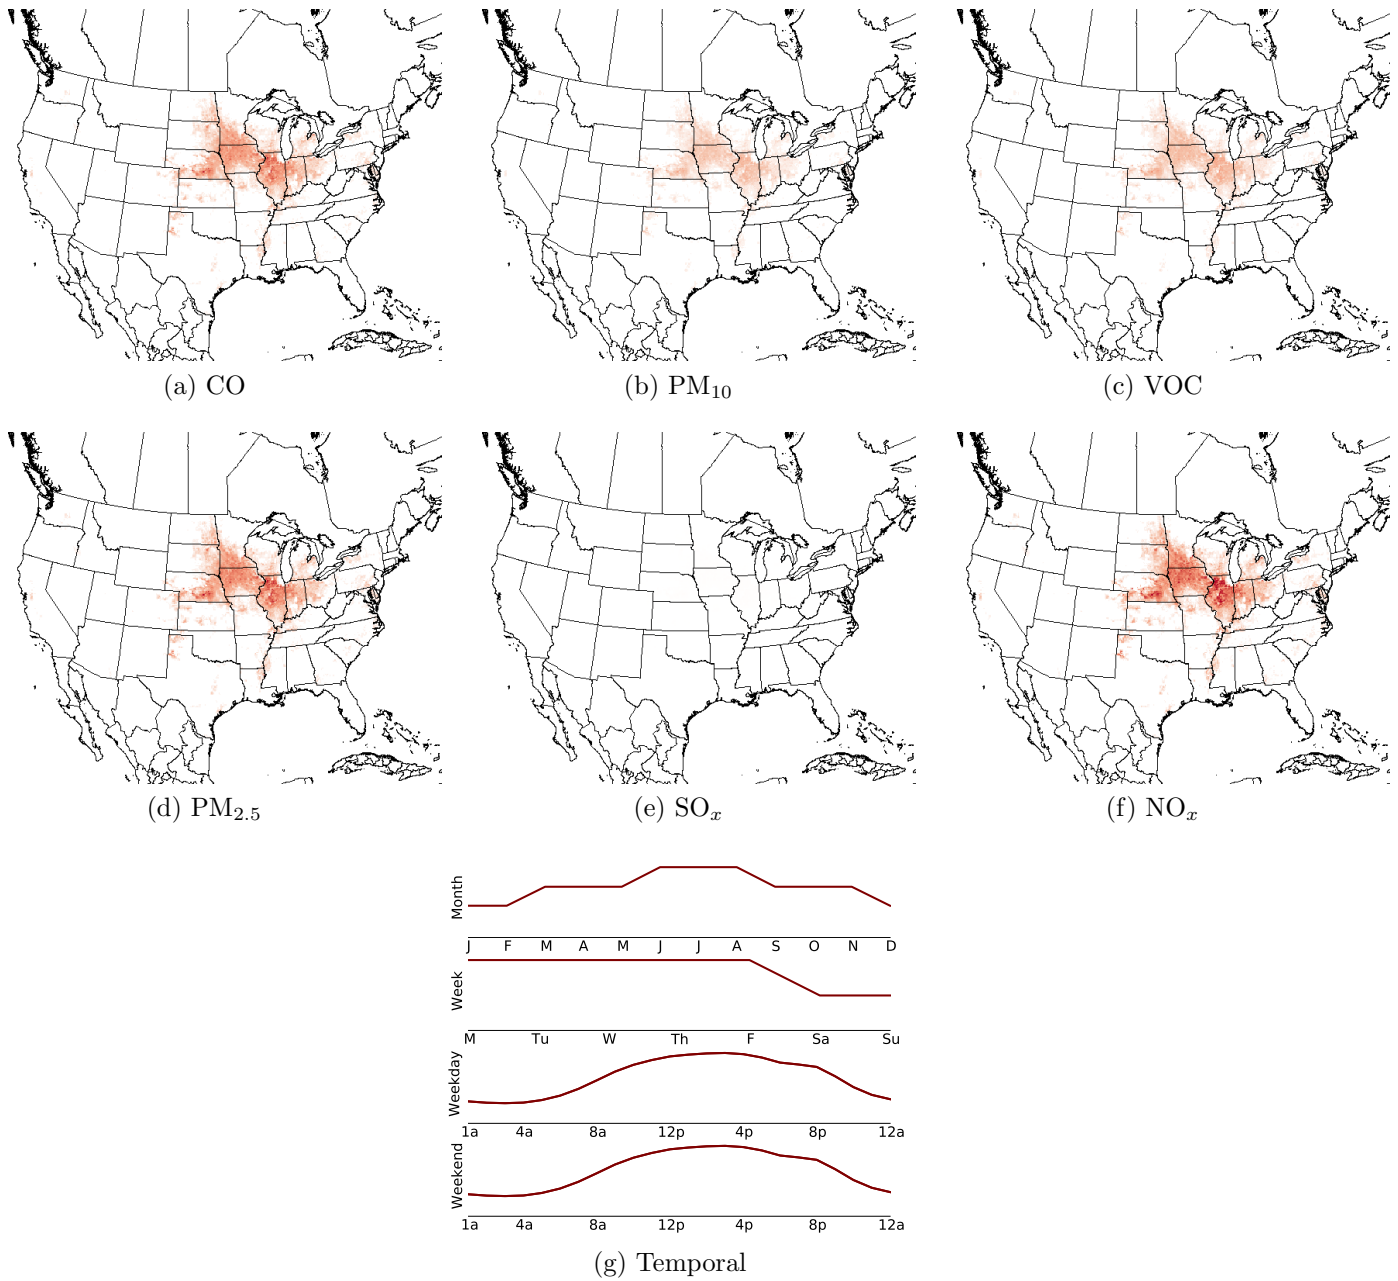 (a) CO
(b) PM₁₀
(c) VOC
(d) PM₂.₅
(e) SOₓ
(f) NOₓ
Month
J F M A M J J A S O N D
Week
M Tu W Th F Sa Su
Weekday
1a 4a 8a 12p 4p 8p 12a
Weekend
1a 4a 8a 12p 4p 8p 12a
(g) Temporal